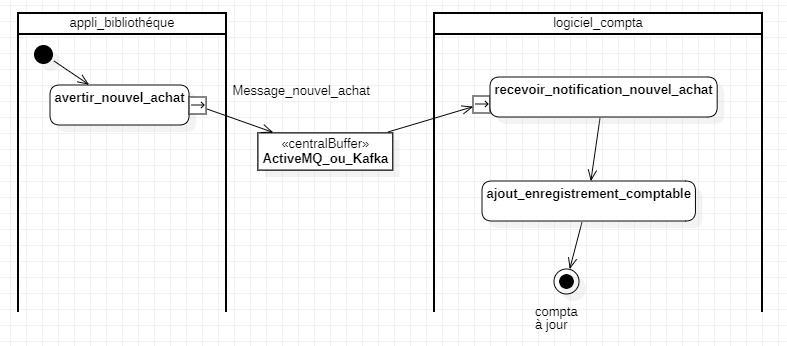 appli_bibliothéque
logiciel_compta
avertir_nouvel_achat
Message_nouvel_achat
recevoir_notification_nouvel_achat
«centralBuffer»
ActiveMQ_ou_Kafka
ajout_enregistrement_comptable
compta
à jour